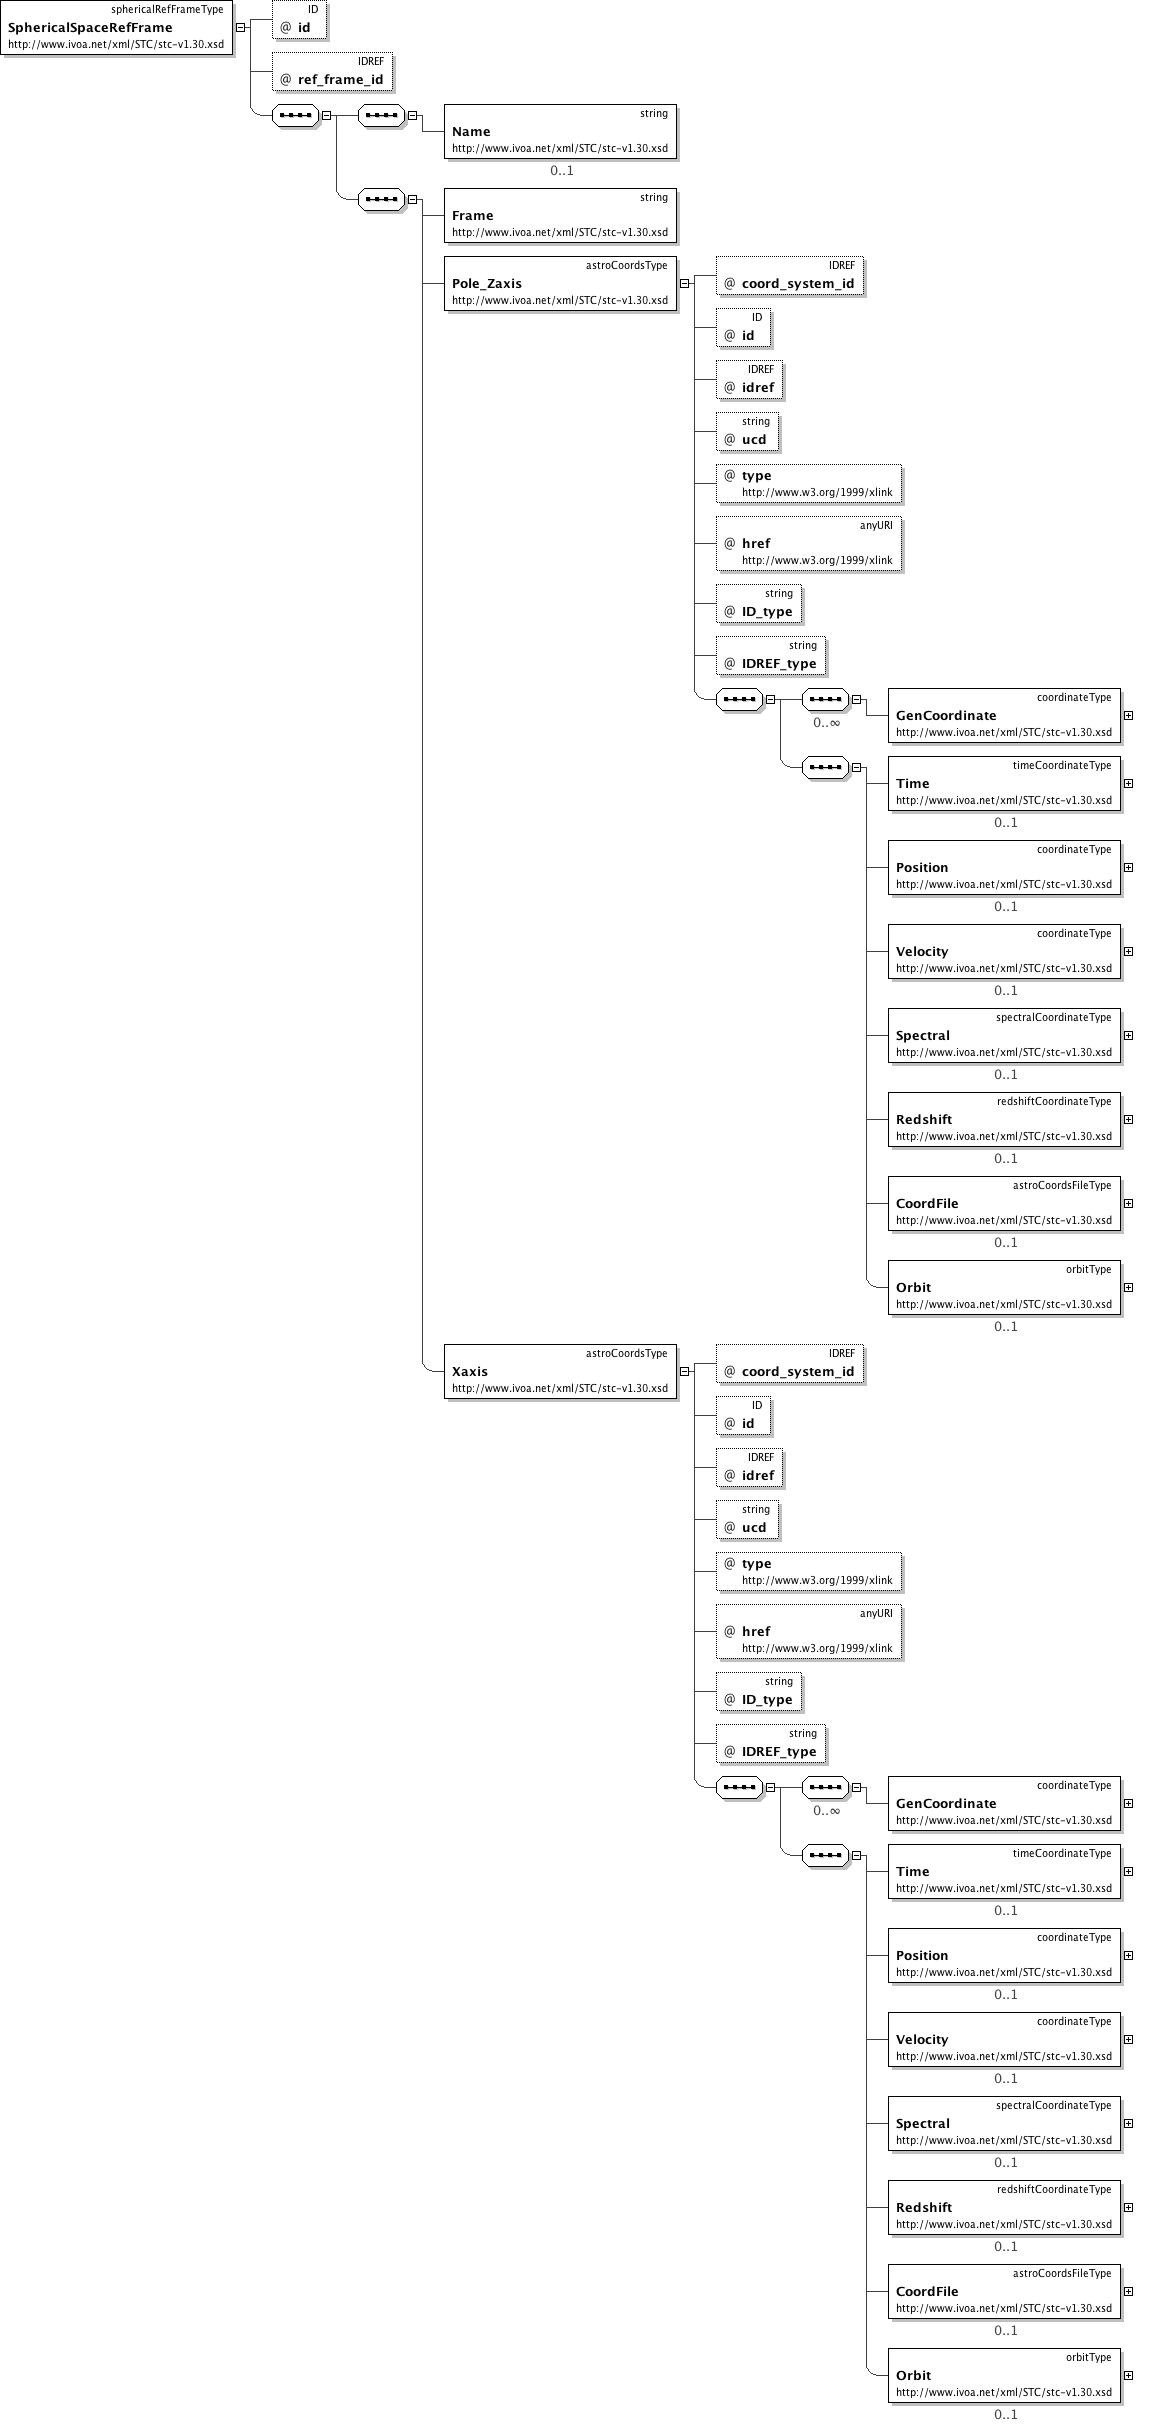 sphericalRefFrameType
SphericalSpaceRefFrame
http://www.ivoa.net/xml/STC/stc-v1.30.xsd
ID
@ id
IDREF
@ ref_frame_id
string
Name
http://www.ivoa.net/xml/STC/stc-v1.30.xsd
0..1
string
Frame
http://www.ivoa.net/xml/STC/stc-v1.30.xsd
astroCoordsType
Pole_Zaxis
http://www.ivoa.net/xml/STC/stc-v1.30.xsd
IDREF
@ coord_system_id
ID
@ id
IDREF
@ idref
string
@ ucd
@ type
http://www.w3.org/1999/xlink
anyURI
@ href
http://www.w3.org/1999/xlink
string
@ ID_type
string
@ IDREF_type
0..∞
coordinateType
GenCoordinate
http://www.ivoa.net/xml/STC/stc-v1.30.xsd
timeCoordinateType
Time
http://www.ivoa.net/xml/STC/stc-v1.30.xsd
0..1
coordinateType
Position
http://www.ivoa.net/xml/STC/stc-v1.30.xsd
0..1
coordinateType
Velocity
http://www.ivoa.net/xml/STC/stc-v1.30.xsd
0..1
spectralCoordinateType
Spectral
http://www.ivoa.net/xml/STC/stc-v1.30.xsd
0..1
redshiftCoordinateType
Redshift
http://www.ivoa.net/xml/STC/stc-v1.30.xsd
0..1
astroCoordsFileType
CoordFile
http://www.ivoa.net/xml/STC/stc-v1.30.xsd
0..1
orbitType
Orbit
http://www.ivoa.net/xml/STC/stc-v1.30.xsd
0..1
astroCoordsType
Xaxis
http://www.ivoa.net/xml/STC/stc-v1.30.xsd
IDREF
@ coord_system_id
ID
@ id
IDREF
@ idref
string
@ ucd
@ type
http://www.w3.org/1999/xlink
anyURI
@ href
http://www.w3.org/1999/xlink
string
@ ID_type
string
@ IDREF_type
0..∞
coordinateType
GenCoordinate
http://www.ivoa.net/xml/STC/stc-v1.30.xsd
timeCoordinateType
Time
http://www.ivoa.net/xml/STC/stc-v1.30.xsd
0..1
coordinateType
Position
http://www.ivoa.net/xml/STC/stc-v1.30.xsd
0..1
coordinateType
Velocity
http://www.ivoa.net/xml/STC/stc-v1.30.xsd
0..1
spectralCoordinateType
Spectral
http://www.ivoa.net/xml/STC/stc-v1.30.xsd
0..1
redshiftCoordinateType
Redshift
http://www.ivoa.net/xml/STC/stc-v1.30.xsd
0..1
astroCoordsFileType
CoordFile
http://www.ivoa.net/xml/STC/stc-v1.30.xsd
0..1
orbitType
Orbit
http://www.ivoa.net/xml/STC/stc-v1.30.xsd
0..1